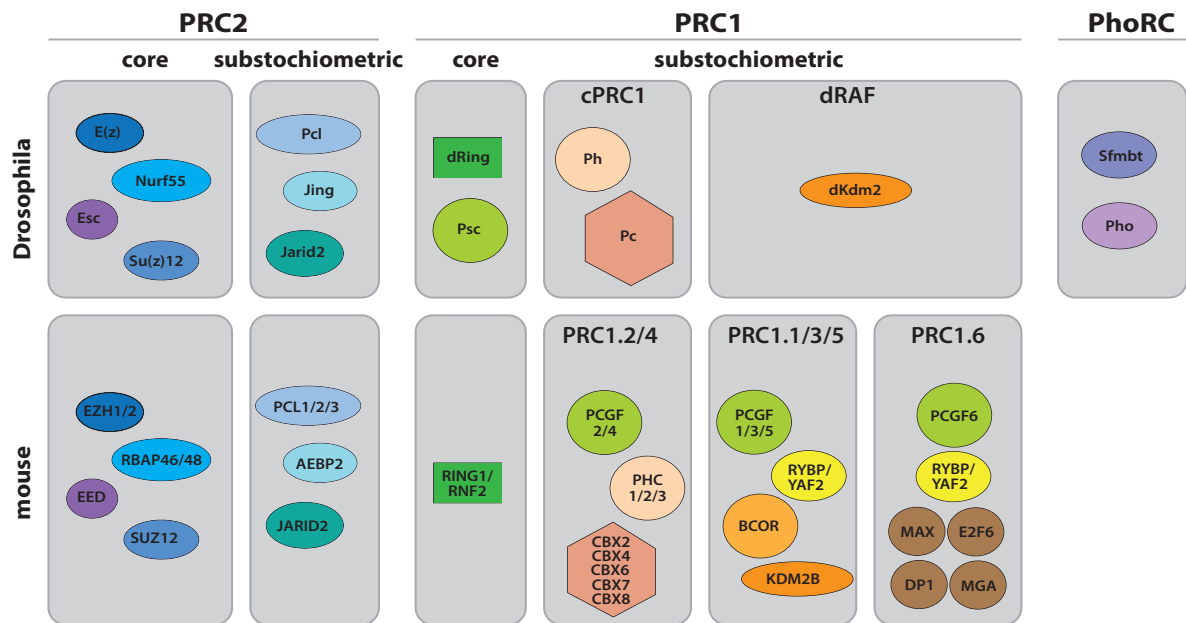 PRC2
PRC1
PhoRC
core
substochiometric
core
substochiometric
Drosophila
E(z)
Nurf55
Esc
Su(z)12
Pcl
Jing
Jarid2
dRing
Psc
cPRC1
Ph
Pc
dRAF
dKdm2
Sfmbt
Pho
mouse
EZH1/2
RBAP46/48
EED
SUZ12
PCL1/2/3
AEBP2
JARID2
RING1/
RNF2
PRC1.2/4
PCGF
2/4
PHC
1/2/3
CBX2
CBX4
CBX6
CBX7
CBX8
PRC1.1/3/5
PCGF
1/3/5
RYBP/
YAF2
BCOR
KDM2B
PRC1.6
PCGF6
RYBP/
YAF2
MAX
E2F6
DP1
MGA